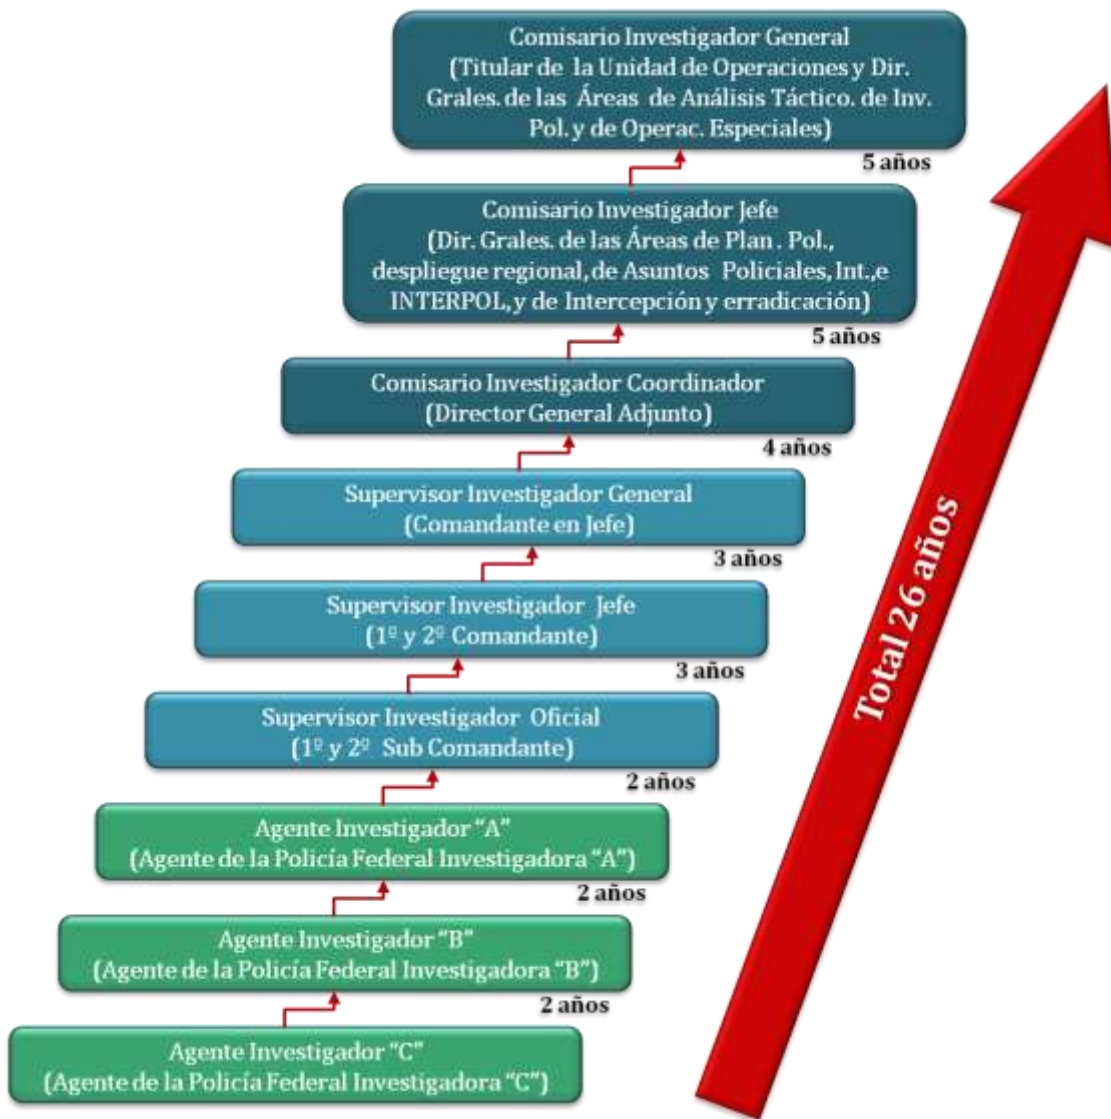 Comisario Investigador General
(Titular de la Unidad de Operaciones y Dir.
Grales. de las Áreas de Análisis Táctico. de Inv.
Pol. y de Operac. Especiales)
5 años
Comisario Investigador Jefe
(Dir. Grales. de las Áreas de Plan . Pol.,
despliegue regional, de Asuntos Policiales, Int.,e
INTERPOL, y de Intercepción y erradicación)
5 años
Comisario Investigador Coordinador
(Director General Adjunto)
4 años
Supervisor Investigador General
(Comandante en Jefe)
3 años
Supervisor Investigador Jefe
(1º y 2º Comandante)
3 años
Supervisor Investigador Oficial
(1º y 2º Sub Comandante)
2 años
Agente Investigador “A”
(Agente de la Policía Federal Investigadora “A”)
2 años
Agente Investigador “B”
(Agente de la Policía Federal Investigadora “B”)
2 años
Agente Investigador “C”
(Agente de la Policía Federal Investigadora “C”)
Total 26 años